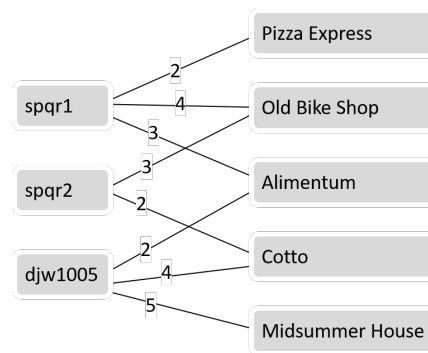 Pizza Express
2
spqr1
4
Old Bike Shop
3
3
spqr2
Alimentum
2
2
djw1005
4
Cotto
5
Midsummer House